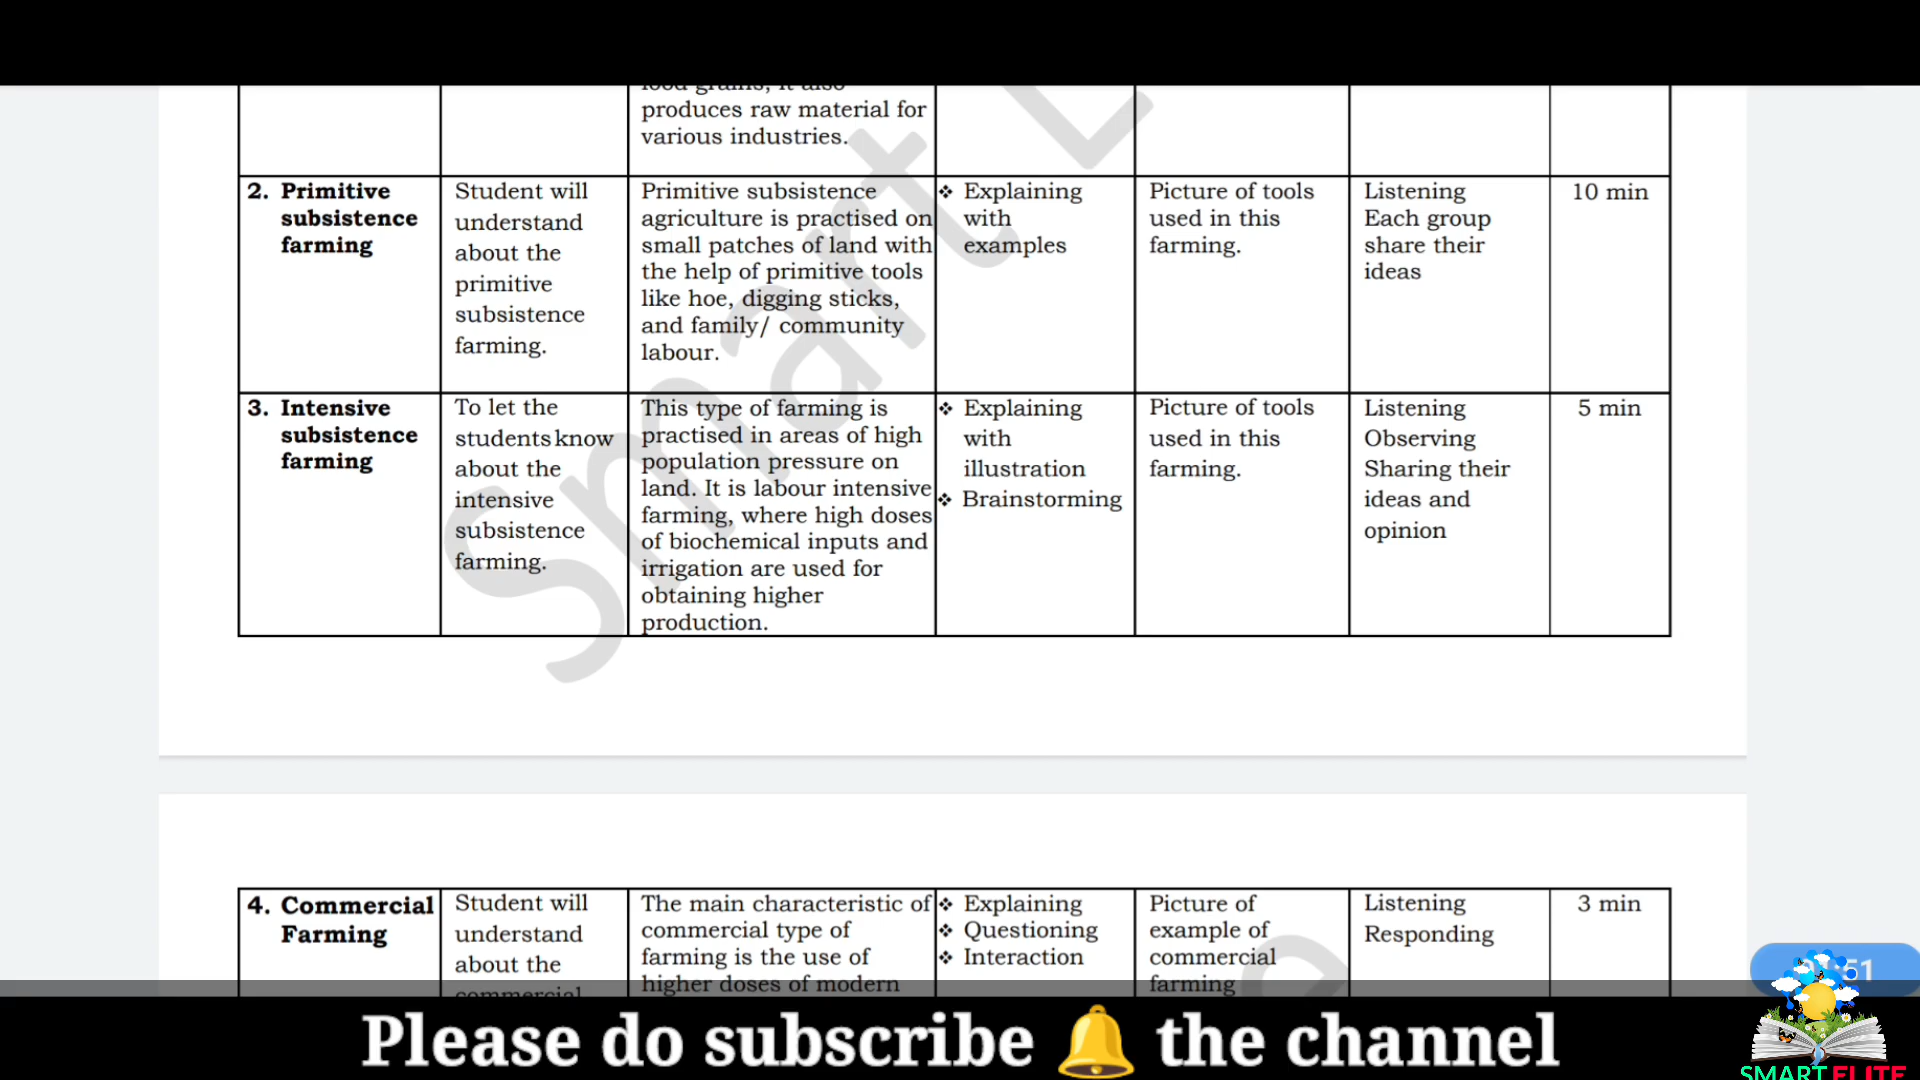 food grains, it also
produces raw material for
various industries.
2. Primitive
subsistence
farming
Student will
understand
about the
primitive
subsistence
farming.
Primitive subsistence
agriculture is practised on
small patches of land with
the help of primitive tools
like hoe, digging sticks,
and family/ community
labour.
❖ Explaining
with
examples
Picture of tools
used in this
farming.
Listening
Each group
share their
ideas
10 min
3. Intensive
subsistence
farming
To let the
students know
about the
intensive
subsistence
farming.
This type of farming is
practised in areas of high
population pressure on
land. It is labour intensive
farming, where high doses
of biochemical inputs and
irrigation are used for
obtaining higher
production.
❖ Explaining
with
illustration
❖ Brainstorming
Picture of tools
used in this
farming.
Listening
Observing
Sharing their
ideas and
opinion
5 min
Smart
4. Commercial
Farming
Student will
understand
about the
commercial
The main characteristic of
commercial type of
farming is the use of
higher doses of modern
❖ Explaining
❖ Questioning
❖ Interaction
Picture of
example of
commercial
farming
Listening
Responding
3 min
Please do subscribe 🔔 the channel
SMART ELITE